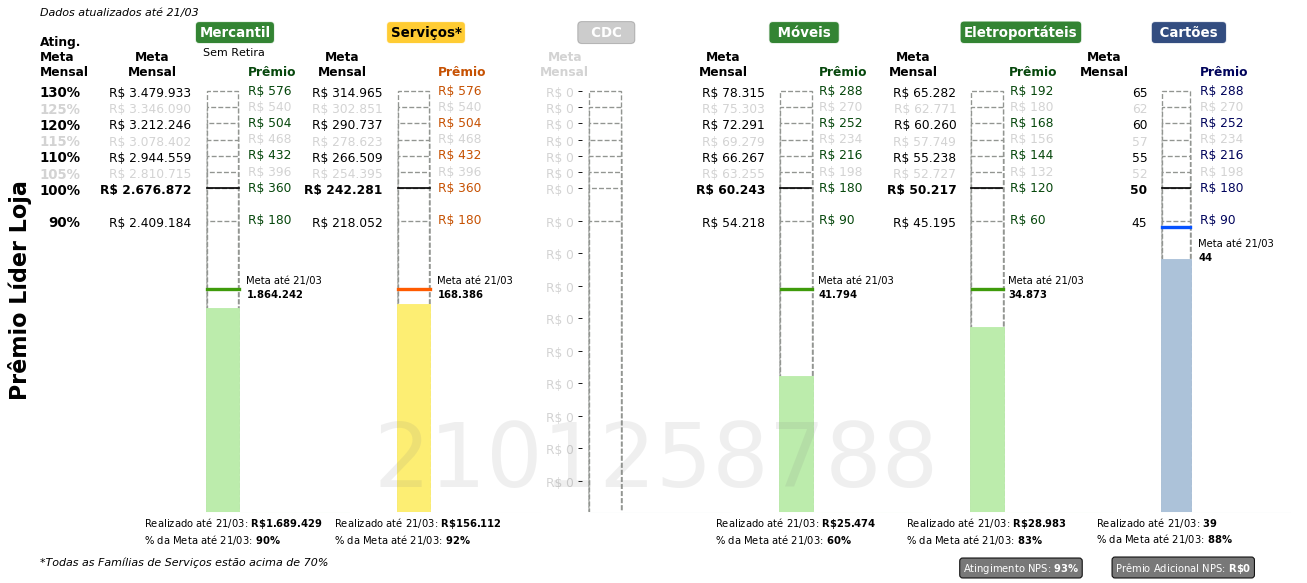 Dados atualizados até 21/03
Mercantil Serviços* CDC Móveis Eletroportáteis Cartões
Sem Retira
Ating.
Meta Meta Meta Meta Meta Meta Meta
Mensal Mensal Prêmio Mensal Prêmio Mensal Mensal Prêmio Mensal Prêmio Mensal Prêmio
130% R$ 3.479.933 R$ 576 R$ 314.965 R$ 576 R$ 0 R$ 78.315 R$ 288 R$ 65.282 R$ 192 65 R$ 288
125% R$ 3.346.090 R$ 540 R$ 302.851 R$ 540 R$ 0 R$ 75.303 R$ 270 R$ 62.771 R$ 180 62 R$ 270
120% R$ 3.212.246 R$ 504 R$ 290.737 R$ 504 R$ 0 R$ 72.291 R$ 252 R$ 60.260 R$ 168 60 R$ 252
115% R$ 3.078.402 R$ 468 R$ 278.623 R$ 468 R$ 0 R$ 69.279 R$ 234 R$ 57.749 R$ 156 57 R$ 234
110% R$ 2.944.559 R$ 432 R$ 266.509 R$ 432 R$ 0 R$ 66.267 R$ 216 R$ 55.238 R$ 144 55 R$ 216
105% R$ 2.810.715 R$ 396 R$ 254.395 R$ 396 R$ 0 R$ 63.255 R$ 198 R$ 52.727 R$ 132 52 R$ 198
100% R$ 2.676.872 R$ 360 R$ 242.281 R$ 360 R$ 0 R$ 60.243 R$ 180 R$ 50.217 R$ 120 50 R$ 180
90% R$ 2.409.184 R$ 180 R$ 218.052 R$ 180 R$ 0 R$ 54.218 R$ 90 R$ 45.195 R$ 60 45 R$ 90
R$ 0
R$ 0
R$ 0
R$ 0
R$ 0
R$ 0
R$ 0
R$ 0
Meta até 21/03
1.864.242
Meta até 21/03
168.386
Meta até 21/03
41.794
Meta até 21/03
34.873
Meta até 21/03
44
Prêmio Líder Loja
2101258788
Realizado até 21/03: R$1.689.429
% da Meta até 21/03: 90%
Realizado até 21/03: R$156.112
% da Meta até 21/03: 92%
Realizado até 21/03: R$25.474
% da Meta até 21/03: 60%
Realizado até 21/03: R$28.983
% da Meta até 21/03: 83%
Realizado até 21/03: 39
% da Meta até 21/03: 88%
*Todas as Famílias de Serviços estão acima de 70%
Atingimento NPS: 93%
Prêmio Adicional NPS: R$0